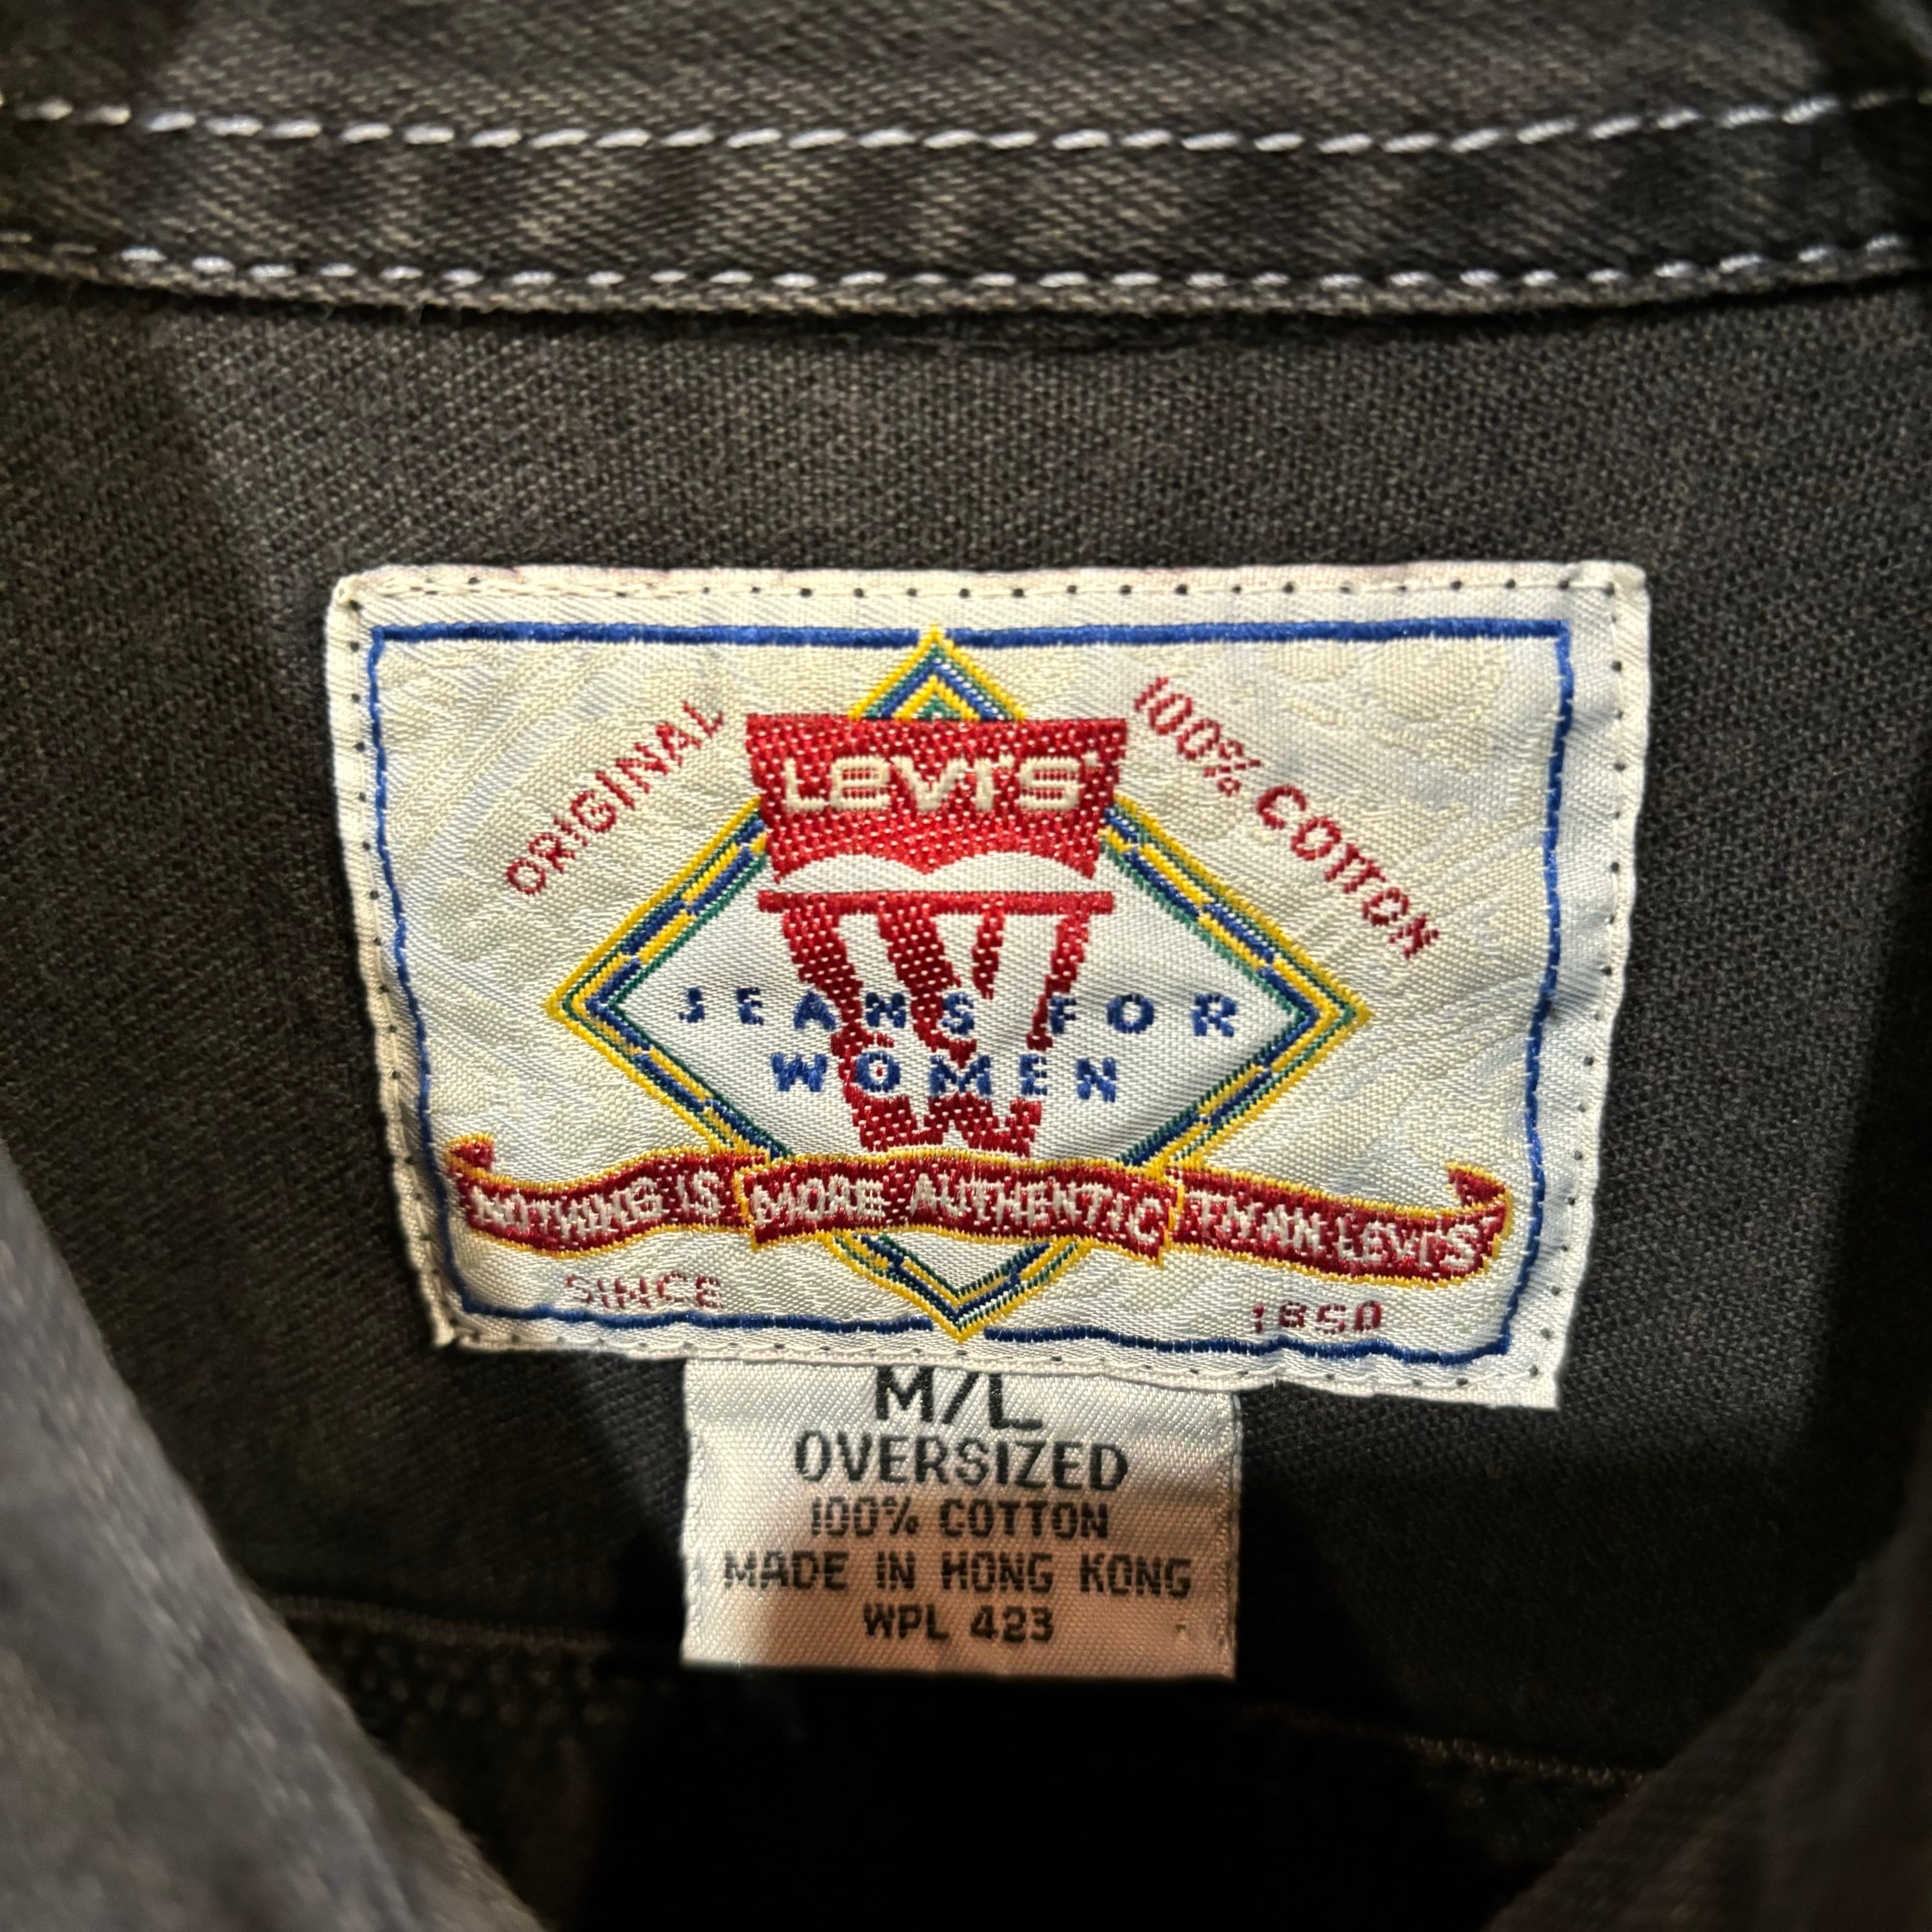 ORIGINAL
100% COTTON
LEVI'S
JEANS FOR
WOMEN
NOTHING IS MORE AUTHENTIC THAN LEVI'S
SINCE 1850
M/L
OVERSIZED
100% COTTON
MADE IN HONG KONG
WPL 423